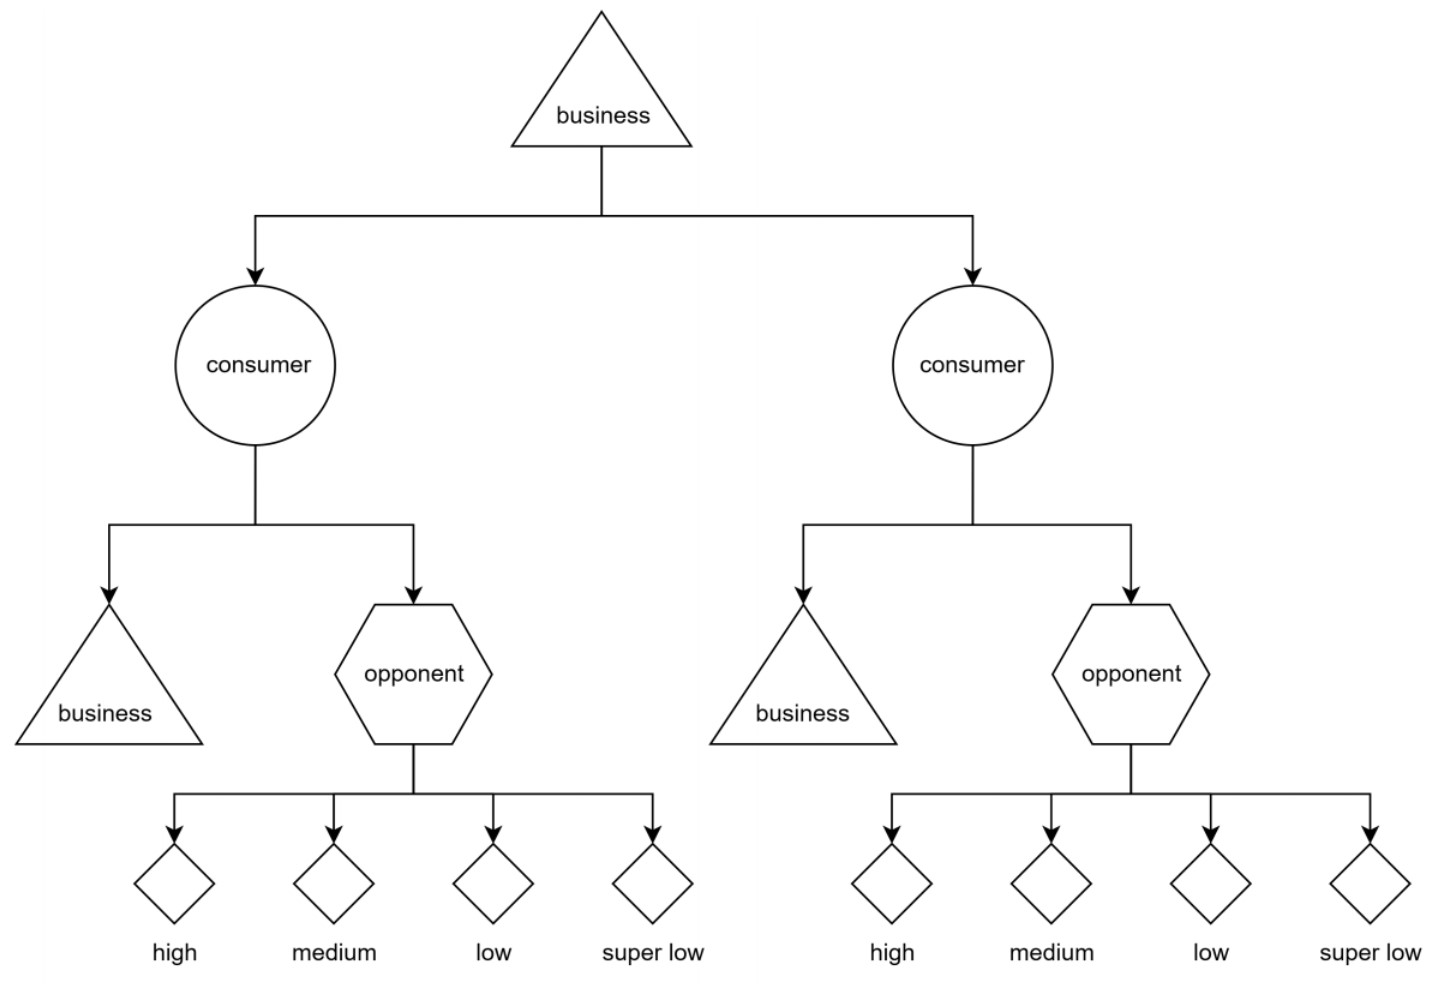 business
consumer
consumer
business
opponent
business
opponent
high
medium
low
super low
high
medium
low
super low